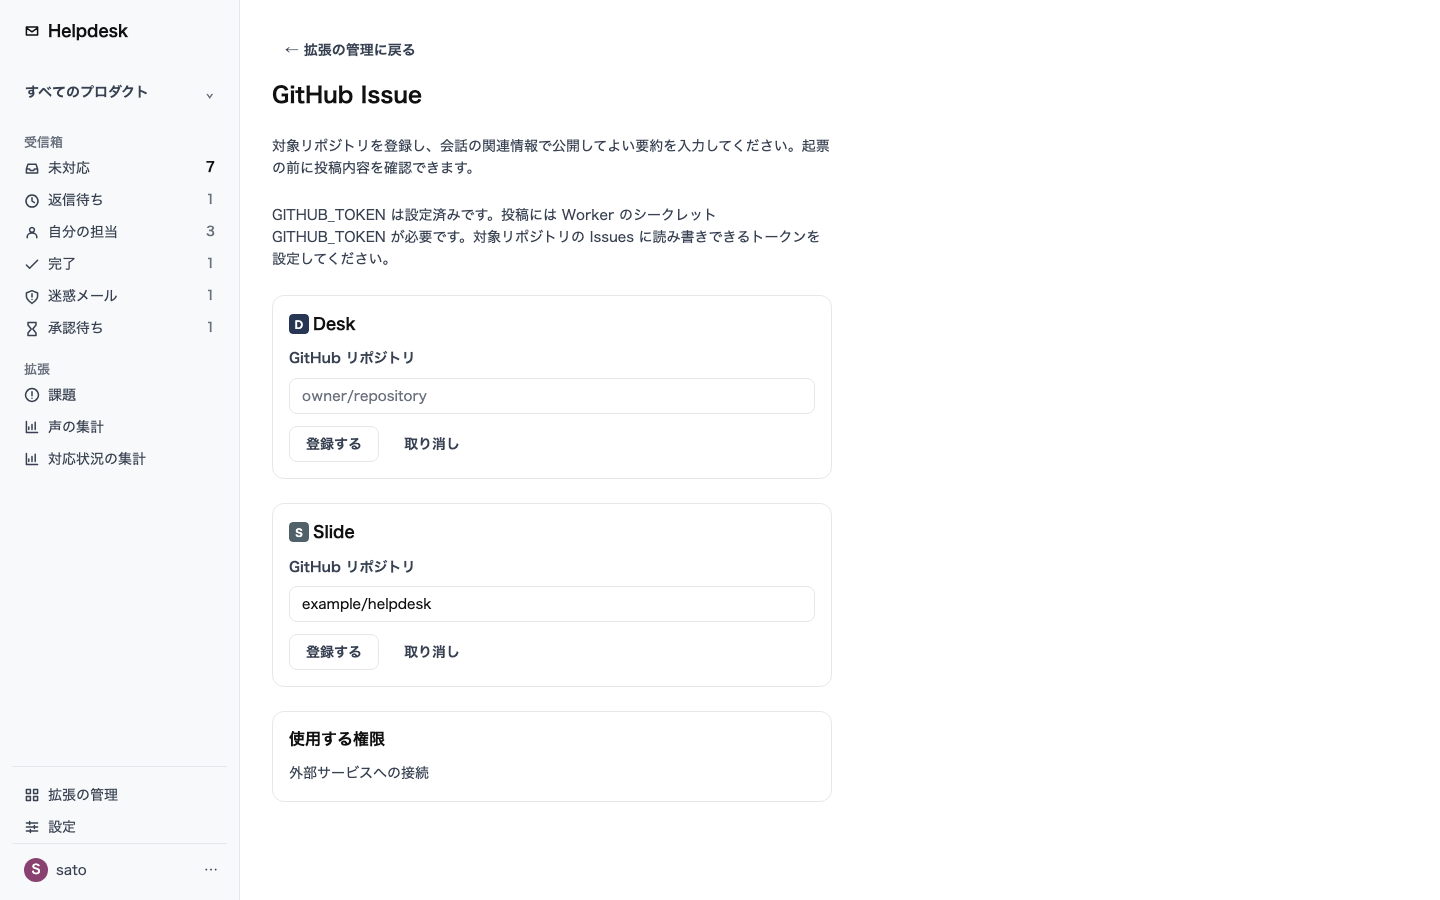 Helpdesk
すべてのプロダクト
受信箱
未対応 7
返信待ち 1
自分の担当 3
完了 1
迷惑メール 1
承認待ち 1
拡張
課題
声の集計
対応状況の集計
拡張の管理
設定
S sato ...
← 拡張の管理に戻る
GitHub Issue
対象リポジトリを登録し、会話の関連情報で公開してよい要約を入力してください。起票
の前に投稿内容を確認できます。
GITHUB_TOKEN は設定済みです。投稿には Worker のシークレット
GITHUB_TOKEN が必要です。対象リポジトリの Issues に読み書きできるトークンを
設定してください。
D Desk
GitHub リポジトリ
owner/repository
登録する 取り消し
S Slide
GitHub リポジトリ
example/helpdesk
登録する 取り消し
使用する権限
外部サービスへの接続